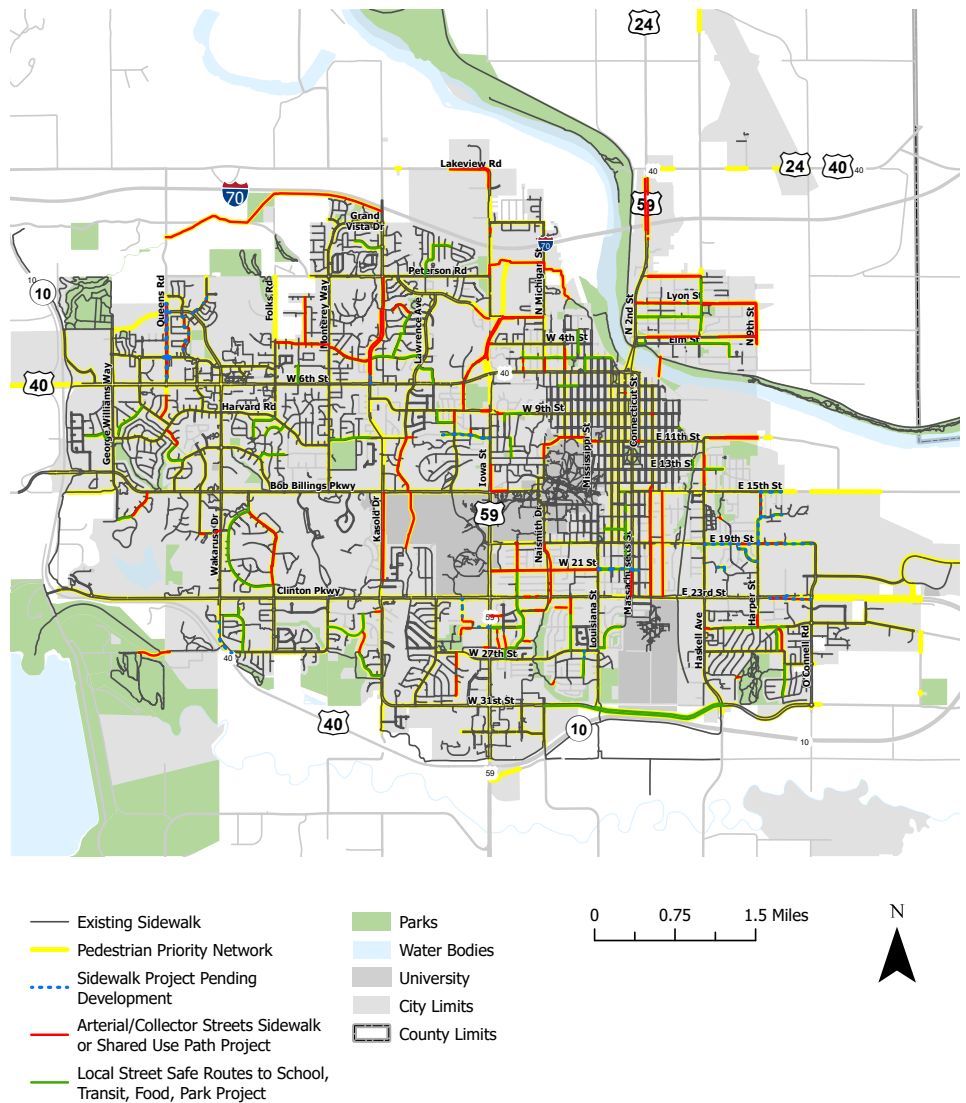 24
Lakeview Rd
40
24
40
40
70
59
Grand
Vista Dr
70
10
10
Peterson Rd
Queens Rd
Folks Rd
Monterey Way
Lawrence Ave
N Michigan St
N 2nd St
Lyon St
N 9th St
W 4th St
Elm St
40
W 6th St
40
George Williams Way
Harvard Rd
W 9th St
Connecticut St
Mississippi St
E 11th St
Iowa St
E 13th St
Bob Billings Pkwy
E 15th St
59
Kasold Dr
Naismith Dr
Wakarusa Dr
Massachusetts St
E 19th St
W 21 St
Clinton Pkwy
E 23rd St
Louisiana St
Harper St
59
Haskell Ave
O'Connell Rd
40
W 27th St
W 31st St
40
10
10
59
Existing Sidewalk
Pedestrian Priority Network
Sidewalk Project Pending
Development
Arterial/Collector Streets Sidewalk
or Shared Use Path Project
Local Street Safe Routes to School,
Transit, Food, Park Project
Parks
Water Bodies
University
City Limits
County Limits
0 0.75 1.5 Miles
N